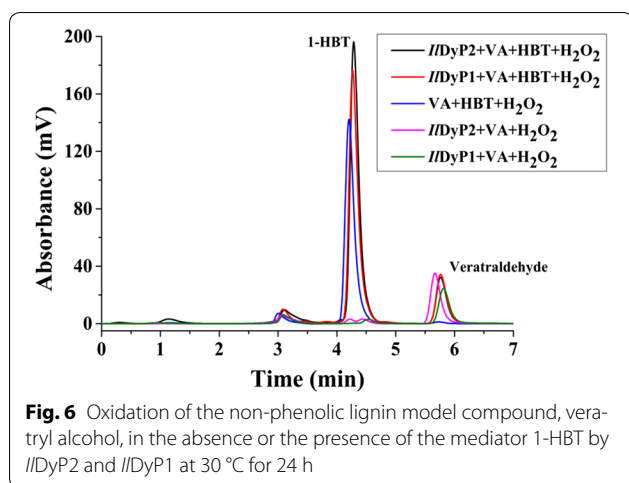 200
160
120
80
40
0
Absorbance (mV)
1-HBT
IlDyP2+VA+HBT+H₂O₂
IlDyP1+VA+HBT+H₂O₂
VA+HBT+H₂O₂
IlDyP2+VA+H₂O₂
IlDyP1+VA+H₂O₂
Veratraldehyde
0 1 2 3 4 5 6 7
Time (min)
Fig. 6 Oxidation of the non-phenolic lignin model compound, vera-
tryl alcohol, in the absence or the presence of the mediator 1-HBT by
IlDyP2 and IlDyP1 at 30 °C for 24 h